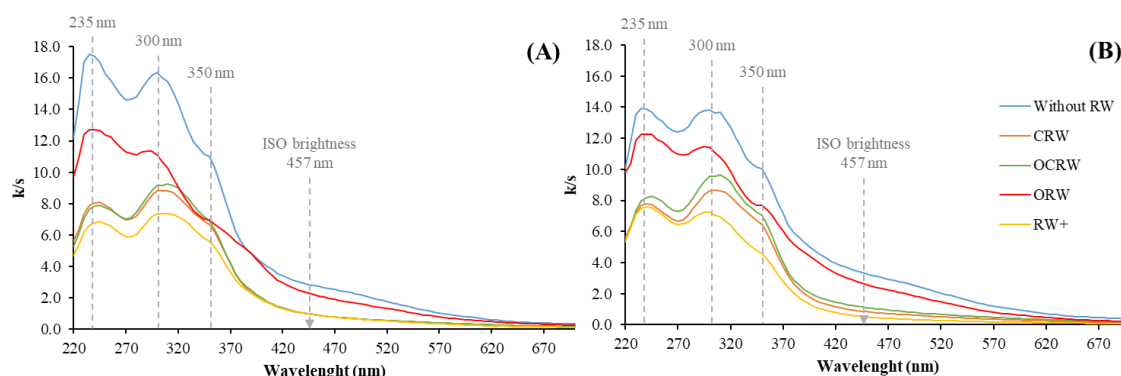 235 nm
300 nm
350 nm
ISO brightness
457 nm
(A)
18.0
16.0
14.0
12.0
10.0
8.0
6.0
4.0
2.0
0.0
k/s
220 270 320 370 420 470 520 570 620 670
Wavelenght (nm)
235 nm
300 nm
350 nm
ISO brightness
457 nm
(B)
18.0
16.0
14.0
12.0
10.0
8.0
6.0
4.0
2.0
0.0
k/s
220 270 320 370 420 470 520 570 620 670
Wavelenght (nm)
Without RW
CRW
OCRW
ORW
RW+